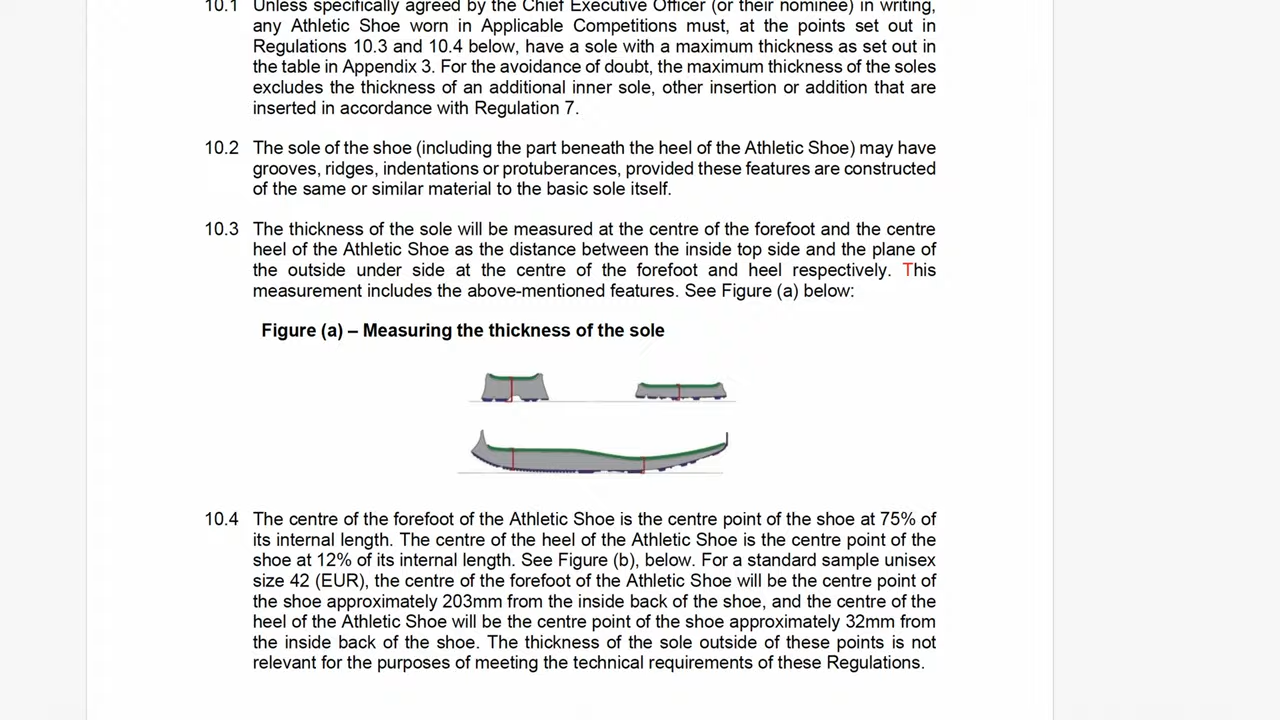 10.1 Unless specifically agreed by the Chief Executive Officer (or their nominee) in writing,
any Athletic Shoe worn in Applicable Competitions must, at the points set out in
Regulations 10.3 and 10.4 below, have a sole with a maximum thickness as set out in
the table in Appendix 3. For the avoidance of doubt, the maximum thickness of the soles
excludes the thickness of an additional inner sole, other insertion or addition that are
inserted in accordance with Regulation 7.
10.2 The sole of the shoe (including the part beneath the heel of the Athletic Shoe) may have
grooves, ridges, indentations or protuberances, provided these features are constructed
of the same or similar material to the basic sole itself.
10.3 The thickness of the sole will be measured at the centre of the forefoot and the centre
heel of the Athletic Shoe as the distance between the inside top side and the plane of
the outside under side at the centre of the forefoot and heel respectively. This
measurement includes the above-mentioned features. See Figure (a) below:
Figure (a) – Measuring the thickness of the sole
10.4 The centre of the forefoot of the Athletic Shoe is the centre point of the shoe at 75% of
its internal length. The centre of the heel of the Athletic Shoe is the centre point of the
shoe at 12% of its internal length. See Figure (b), below. For a standard sample unisex
size 42 (EUR), the centre of the forefoot of the Athletic Shoe will be the centre point of
the shoe approximately 203mm from the inside back of the shoe, and the centre of the
heel of the Athletic Shoe will be the centre point of the shoe approximately 32mm from
the inside back of the shoe. The thickness of the sole outside of these points is not
relevant for the purposes of meeting the technical requirements of these Regulations.